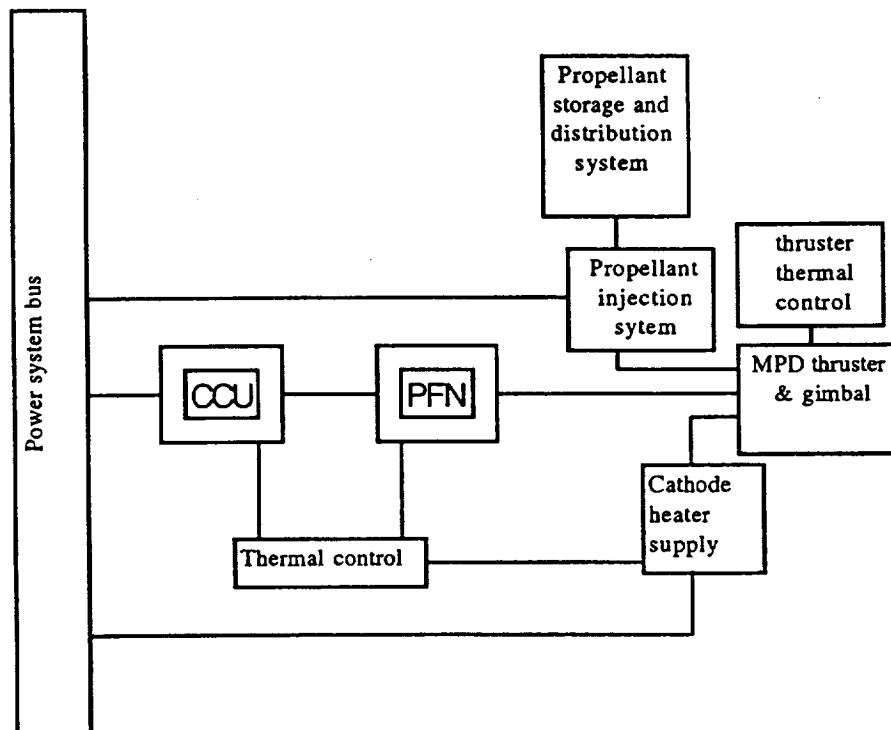 Propellant
storage and
distribution
system
thruster
thermal
control
Propellant
injection
sytem
MPD thruster
& gimbal
Power system bus
CCU
PFN
Cathode
heater
supply
Thermal control